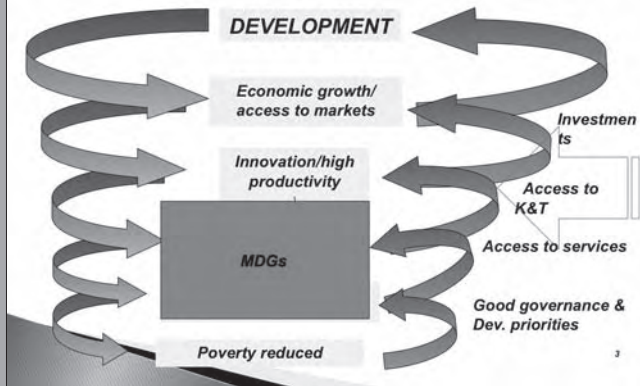 DEVELOPMENT
Economic growth/
access to markets
Investmen
ts
Innovation/high
productivity
Access to
K&T
MDGs
Access to services
Good governance &
Dev. priorities
Poverty reduced
3